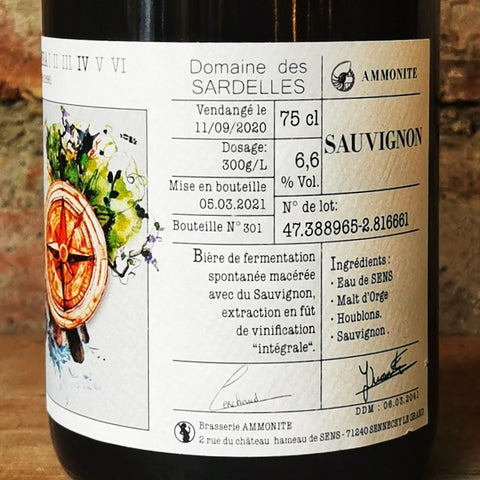 I II III IV V VI
Domaine des
SARDELLES
AMMONITE
Vendangé le
11/09/2020
75 cl
Dosage:
300g/L
6,6
% Vol.
SAUVIGNON
Mise en bouteille
05.03.2021
Bouteille N° 301
N° de lot:
47.388965-2.816661
Bière de fermentation
spontanée macérée
avec du Sauvignon,
extraction en fût
de vinification
"intégrale".
Ingrédients :
· Eau de SENS
· Malt d'Orge
· Houblons.
· Sauvignon.
DDM : 06.03.2041
Brasserie AMMONITE
2 rue du château hameau de SENS - 71240 SENNECEY LE GRAND